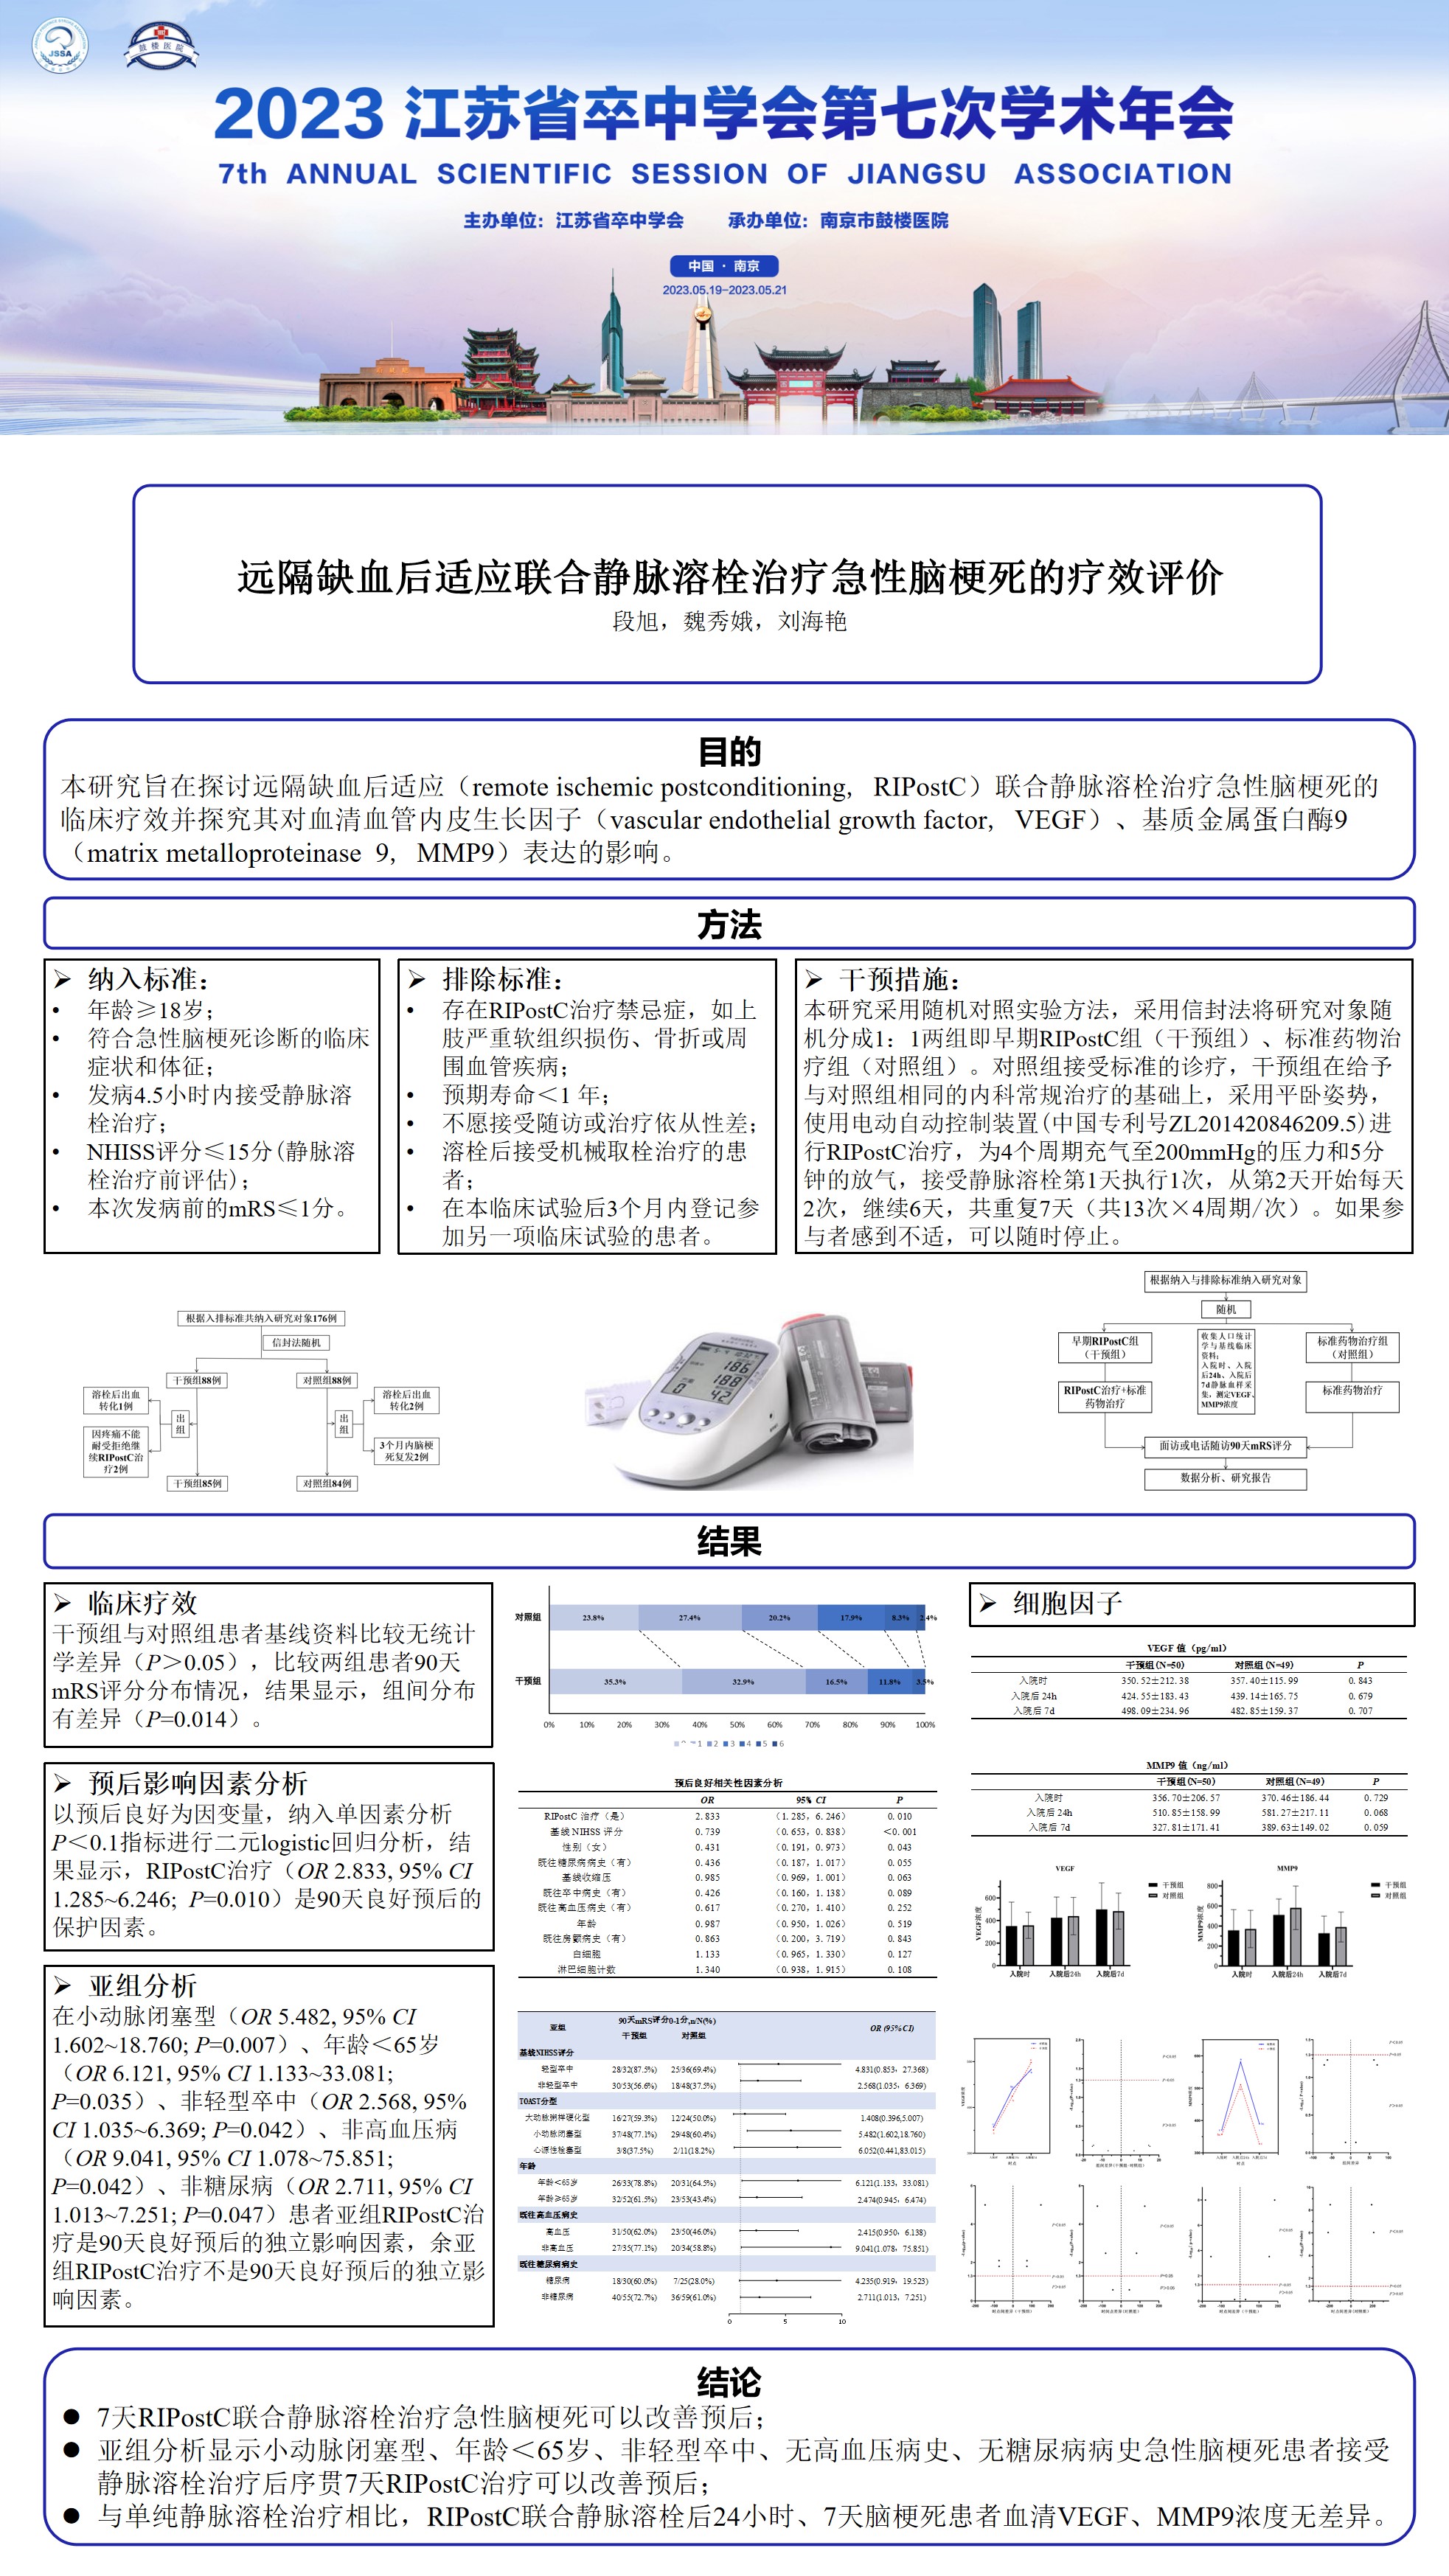 JSSA
鼓楼医院
2023 江苏省卒中学会第七次学术年会
7th ANNUAL SCIENTIFIC SESSION OF JIANGSU ASSOCIATION
主办单位：江苏省卒中学会 承办单位：南京市鼓楼医院
中国 · 南京
2023.05.19-2023.05.21
远隔缺血后适应联合静脉溶栓治疗急性脑梗死的疗效评价
段旭，魏秀娥，刘海艳
目的
本研究旨在探讨远隔缺血后适应（remote ischemic postconditioning, RIPostC）联合静脉溶栓治疗急性脑梗死的
临床疗效并探究其对血清血管内皮生长因子（vascular endothelial growth factor, VEGF）、基质金属蛋白酶9
（matrix metalloproteinase 9, MMP9）表达的影响。
方法
➢ 纳入标准：
• 年龄≥18岁；
• 符合急性脑梗死诊断的临床
症状和体征；
• 发病4.5小时内接受静脉溶
栓治疗；
• NHISS评分≤15分(静脉溶
栓治疗前评估)；
• 本次发病前的mRS≤1分。
➢ 排除标准：
• 存在RIPostC治疗禁忌症，如上
肢严重软组织损伤、骨折或周
围血管疾病；
• 预期寿命＜1 年；
• 不愿接受随访或治疗依从性差；
• 溶栓后接受机械取栓治疗的患
者；
• 在本临床试验后3个月内登记参
加另一项临床试验的患者。
➢ 干预措施：
本研究采用随机对照实验方法，采用信封法将研究对象随
机分成1：1两组即早期RIPostC组（干预组）、标准药物治
疗组（对照组）。对照组接受标准的诊疗，干预组在给予
与对照组相同的内科常规治疗的基础上，采用平卧姿势，
使用电动自动控制装置(中国专利号ZL201420846209.5)进
行RIPostC治疗，为4个周期充气至200mmHg的压力和5分
钟的放气，接受静脉溶栓第1天执行1次，从第2天开始每天
2次，继续6天，共重复7天（共13次×4周期/次）。如果参
与者感到不适，可以随时停止。
根据入排标准共纳入研究对象176例
信封法随机
干预组88例 对照组88例
溶栓后出血
转化1例
出
组
因疼痛不能
耐受拒绝继
续RIPostC治
疗2例
溶栓后出血
转化2例
出
组
3个月内脑梗
死复发2例
干预组85例 对照组84例
186
188
0 42
根据纳入与排除标准纳入研究对象
随机
早期RIPostC组
（干预组）
收集人口统计
学与基线临床
资料；
入院时、入院
后24h、入院后
7d静脉血样采
集，测定VEGF、
MMP9浓度
标准药物治疗组
（对照组）
RIPostC治疗+标准
药物治疗
标准药物治疗
面访或电话随访90天mRS评分
数据分析、研究报告
结果
➢ 临床疗效
干预组与对照组患者基线资料比较无统计
学差异（P＞0.05），比较两组患者90天
mRS评分分布情况，结果显示，组间分布
有差异（P=0.014）。
➢ 预后影响因素分析
以预后良好为因变量，纳入单因素分析
P＜0.1指标进行二元logistic回归分析，结
果显示，RIPostC治疗（OR 2.833, 95% CI
1.285~6.246; P=0.010）是90天良好预后的
保护因素。
➢ 亚组分析
在小动脉闭塞型（OR 5.482, 95% CI
1.602~18.760; P=0.007）、年龄＜65岁
（OR 6.121, 95% CI 1.133~33.081;
P=0.035）、非轻型卒中（OR 2.568, 95%
CI 1.035~6.369; P=0.042）、非高血压病
（OR 9.041, 95% CI 1.078~75.851;
P=0.042）、非糖尿病（OR 2.711, 95% CI
1.013~7.251; P=0.047）患者亚组RIPostC治
疗是90天良好预后的独立影响因素，余亚
组RIPostC治疗不是90天良好预后的独立影
响因素。
对照组 23.8% 27.4% 20.2% 17.9% 8.3% 2.4%
干预组 35.3% 32.9% 16.5% 11.8% 3.5%
0% 10% 20% 30% 40% 50% 60% 70% 80% 90% 100%
1 2 3 4 5 6
预后良好相关性因素分析
OR 95% CI P
RIPostC 治疗（是） 2.833 （1.285, 6.246） 0.010
基线 NIHSS 评分 0.739 （0.653, 0.838） ＜0.001
性别（女） 0.431 （0.191, 0.973） 0.043
既往糖尿病病史（有） 0.436 （0.187, 1.017） 0.055
基线收缩压 0.985 （0.969, 1.001） 0.063
既往卒中病史（有） 0.426 （0.160, 1.138） 0.089
既往高血压病史（有） 0.617 （0.270, 1.410） 0.252
年龄 0.987 （0.950, 1.026） 0.519
既往房颤病史（有） 0.863 （0.200, 3.719） 0.843
白细胞 1.133 （0.965, 1.330） 0.127
淋巴细胞计数 1.340 （0.938, 1.915） 0.108
亚组 90天mRS评分0-1分,n/N(%) OR (95%CI)
干预组 对照组
基线NIHSS评分
轻型卒中 28/32(87.5%) 25/36(69.4%) 4.831(0.853, 27.368)
非轻型卒中 30/53(56.6%) 18/48(37.5%) 2.568(1.035, 6.369)
TOAST分型
大动脉粥样硬化型 16/27(59.3%) 12/24(50.0%) 1.408(0.396,5.007)
小动脉闭塞型 37/48(77.1%) 29/48(60.4%) 5.482(1.602,18.760)
心源性栓塞型 3/8(37.5%) 2/11(18.2%) 6.052(0.441,83.015)
年龄
年龄＜65岁 26/33(78.8%) 20/31(64.5%) 6.121(1.133, 33.081)
年龄≥65岁 32/52(61.5%) 23/53(43.4%) 2.474(0.945, 6.474)
既往高血压病史
高血压 31/50(62.0%) 23/50(46.0%) 2.415(0.950, 6.138)
非高血压 27/35(77.1%) 20/34(58.8%) 9.041(1.078, 75.851)
既往糖尿病病史
糖尿病 18/30(60.0%) 7/25(28.0%) 4.235(0.919, 19.523)
非糖尿病 40/55(72.7%) 36/59(61.0%) 2.711(1.013, 7.251)
0 5 10
➢ 细胞因子
VEGF 值（pg/ml）
干预组(N=50) 对照组(N=49) P
入院时 350.52±212.38 357.40±115.99 0.843
入院后 24h 424.55±183.43 439.14±165.75 0.679
入院后 7d 498.09±234.96 482.85±159.37 0.707
MMP9 值（ng/ml）
干预组(N=50) 对照组(N=49) P
入院时 356.70±206.57 370.46±186.44 0.729
入院后 24h 510.85±158.99 581.27±217.11 0.068
入院后 7d 327.81±171.41 389.63±149.02 0.059
VEGF
干预组
对照组
VEGF浓度
600
400
200
0
入院时 入院后24h 入院后7d
MMP9
干预组
对照组
MMP9浓度
800
600
400
200
0
入院时 入院后24h 入院后7d
结论
● 7天RIPostC联合静脉溶栓治疗急性脑梗死可以改善预后；
● 亚组分析显示小动脉闭塞型、年龄＜65岁、非轻型卒中、无高血压病史、无糖尿病病史急性脑梗死患者接受
静脉溶栓治疗后序贯7天RIPostC治疗可以改善预后；
● 与单纯静脉溶栓治疗相比，RIPostC联合静脉溶栓后24小时、7天脑梗死患者血清VEGF、MMP9浓度无差异。